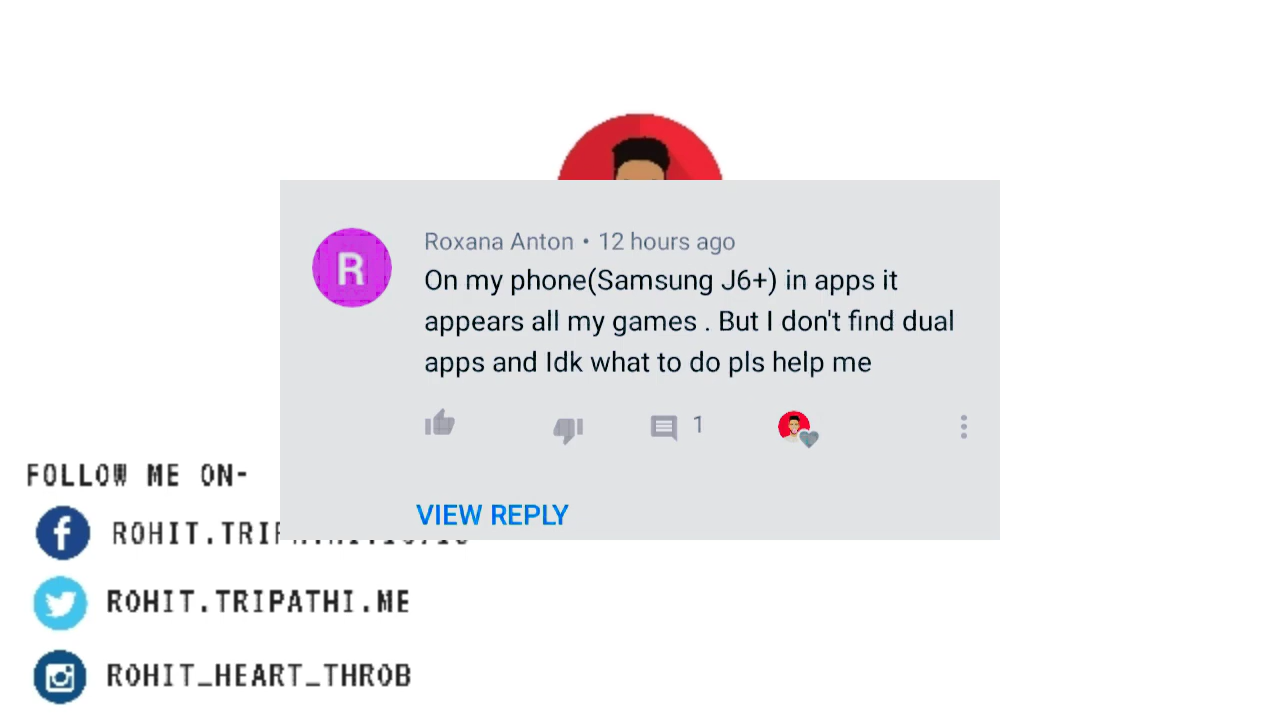 R
Roxana Anton • 12 hours ago
On my phone(Samsung J6+) in apps it
appears all my games . But I don't find dual
apps and Idk what to do pls help me
1
VIEW REPLY
FOLLOW ME ON-
ROHIT.TRIPATHI.ME
ROHIT_HEART_THROB